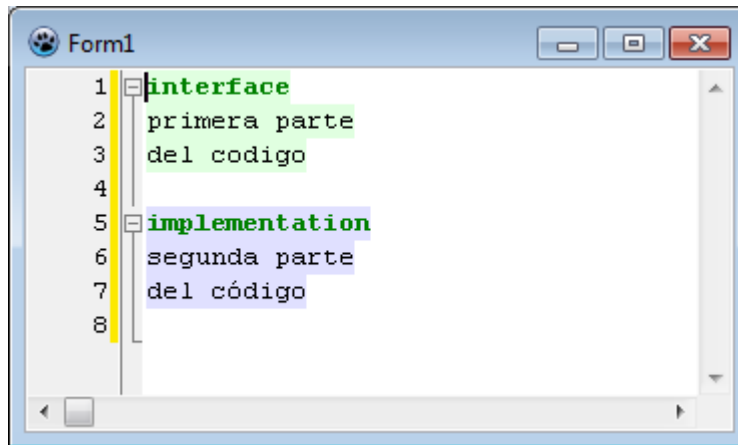 Form1
1 interface
2 primera parte
3 del codigo
4
5 implementation
6 segunda parte
7 del código
8